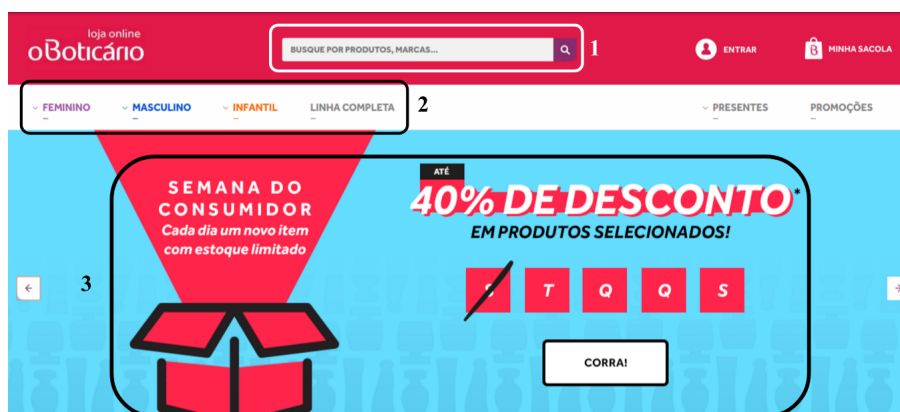 loja online
oBoticário
BUSQUE POR PRODUTOS, MARCAS...
1
ENTRAR
B
MINHA SACOLA
FEMININO
MASCULINO
INFANTIL
LINHA COMPLETA
2
PRESENTES
PROMOÇÕES
SEMANA DO
CONSUMIDOR
Cada dia um novo item
com estoque limitado
ATÉ
40% DE DESCONTO*
EM PRODUTOS SELECIONADOS!
3
S T Q Q S
CORRA!